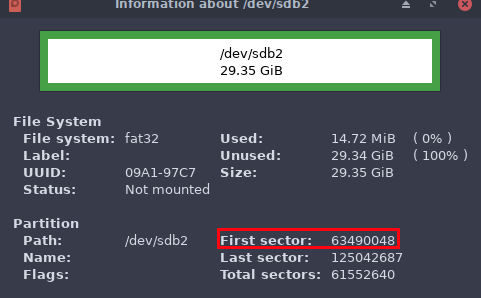 Information about /dev/sdb2
/dev/sdb2
29.35 GiB
File System
File system: fat32 Used: 14.72 MiB ( 0% )
Label: Unused: 29.34 GiB ( 100% )
UUID: 09A1-97C7 Size: 29.35 GiB
Status: Not mounted
Partition
Path: /dev/sdb2 First sector: 63490048
Name: Last sector: 125042687
Flags: Total sectors: 61552640